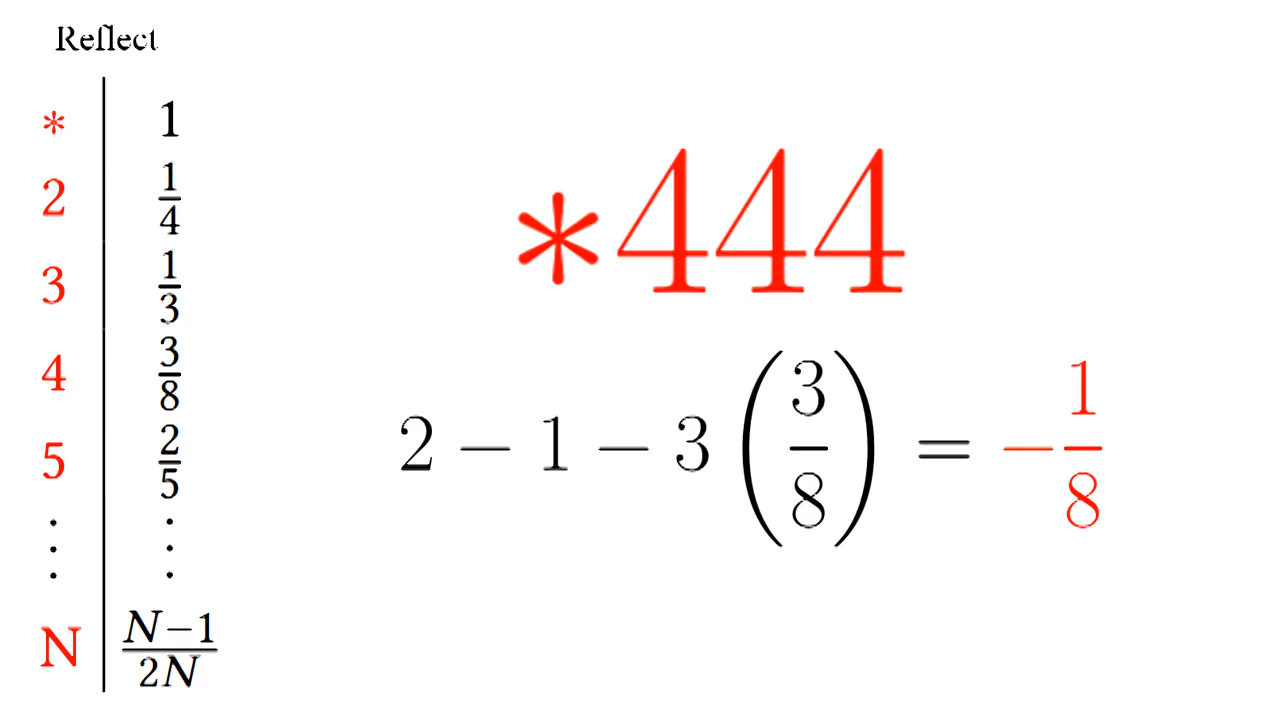 Reflect
* 1
2 1/4
3 1/3
4 3/8
5 2/5
⋮ ⋮
N N−1/2N
*444
2 − 1 − 3 (3/8) = −1/8